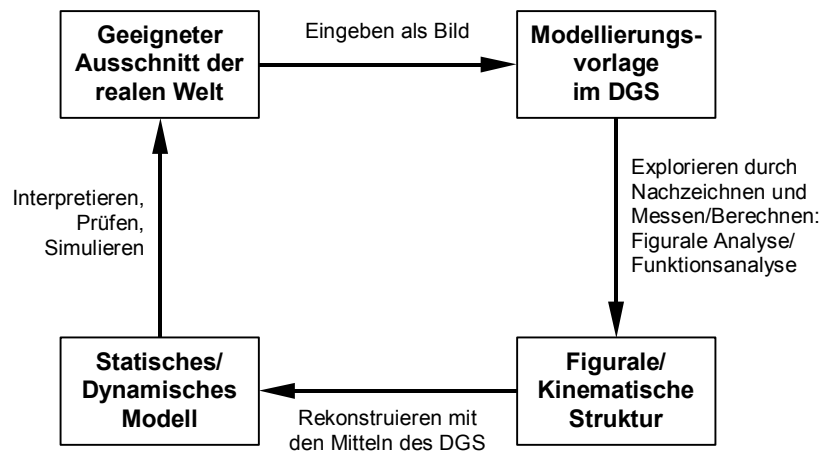 Geeigneter
Ausschnitt der
realen Welt
Eingeben als Bild
Modellierungs-
vorlage
im DGS
Explorieren durch
Nachzeichnen und
Messen/Berechnen:
Figurale Analyse/
Funktionsanalyse
Figurale/
Kinematische
Struktur
Rekonstruieren mit
den Mitteln des DGS
Statisches/
Dynamisches
Modell
Interpretieren,
Prüfen,
Simulieren